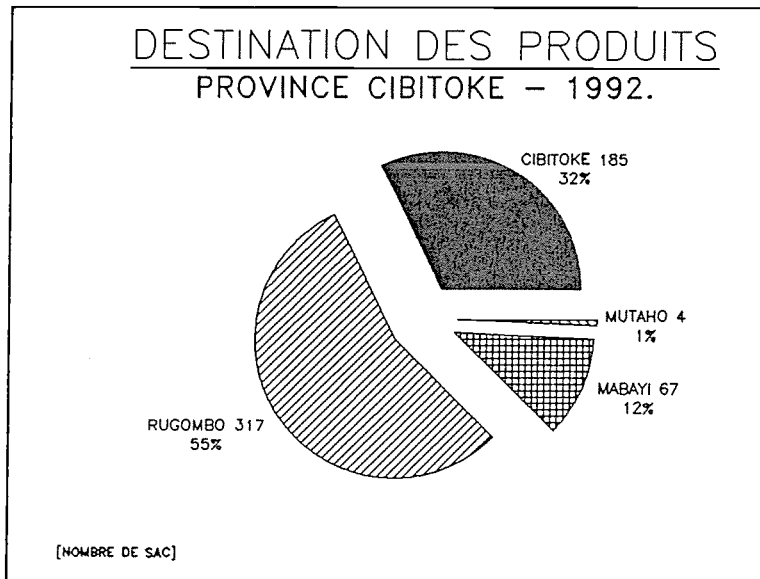 DESTINATION DES PRODUITS
PROVINCE CIBITOKE – 1992.
CIBITOKE 185
32%
MUTAHO 4
1%
MABAYI 67
12%
RUGOMBO 317
55%
[NOMBRE DE SAC]